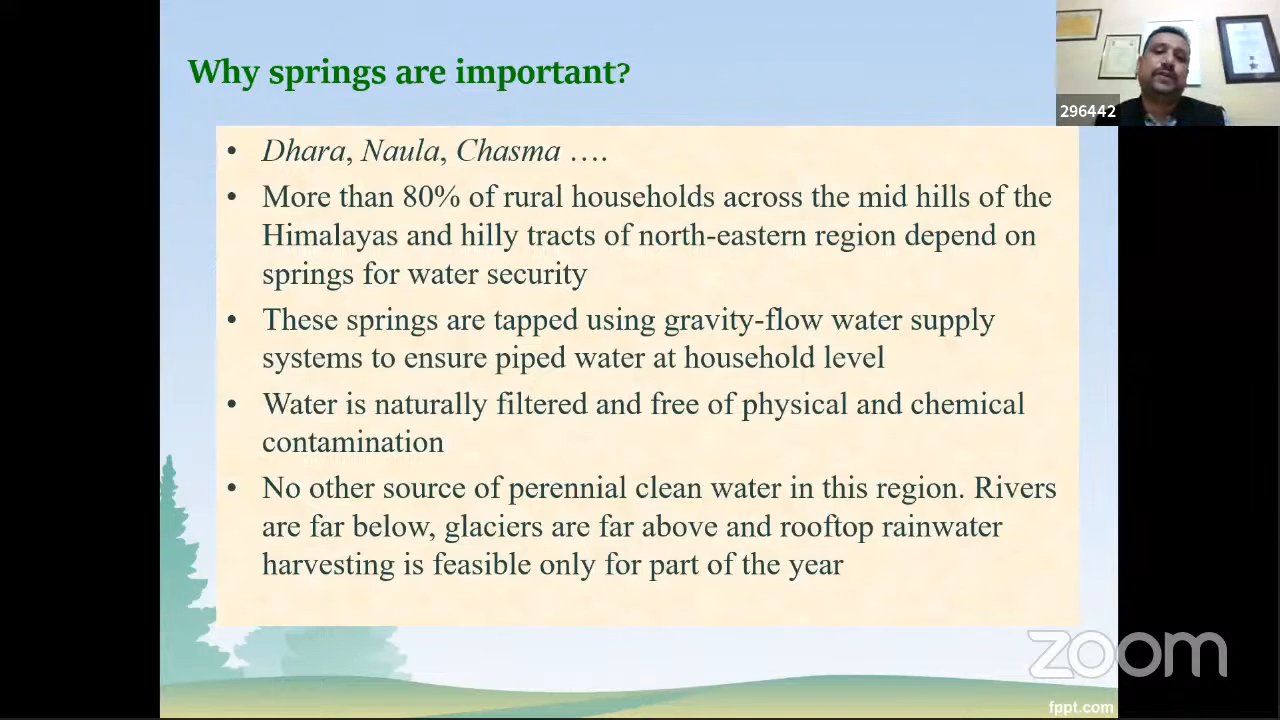 Why springs are important?
296442
• Dhara, Naula, Chasma ….
• More than 80% of rural households across the mid hills of the
Himalayas and hilly tracts of north-eastern region depend on
springs for water security
• These springs are tapped using gravity-flow water supply
systems to ensure piped water at household level
• Water is naturally filtered and free of physical and chemical
contamination
• No other source of perennial clean water in this region. Rivers
are far below, glaciers are far above and rooftop rainwater
harvesting is feasible only for part of the year
zoom
fppt.com